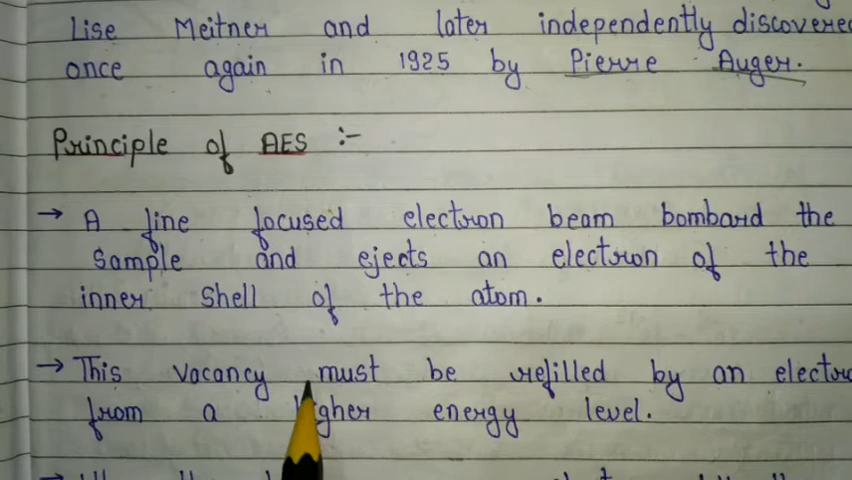 Lise Meitner and later independently discovered
once again in 1925 by Pierre Auger.
Principle of AES :-
→ A fine focused electron beam bombard the
sample and ejects an electron of the
inner shell of the atom.
→ This vacancy must be refilled by an electro
from a higher energy level.